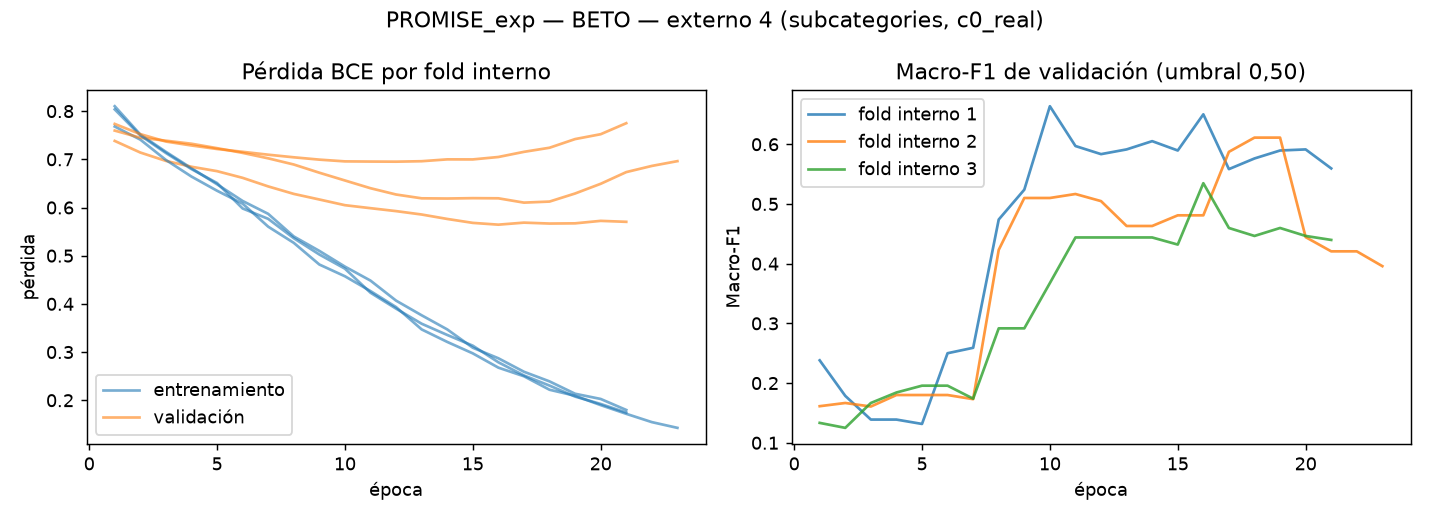 PROMISE_exp — BETO — externo 4 (subcategories, c0_real)
Pérdida BCE por fold interno
pérdida
0.8
0.7
0.6
0.5
0.4
0.3
0.2
entrenamiento
validación
0
5
10
15
20
época
Macro-F1 de validación (umbral 0,50)
Macro-F1
0.6
0.5
0.4
0.3
0.2
0.1
fold interno 1
fold interno 2
fold interno 3
0
5
10
15
20
época